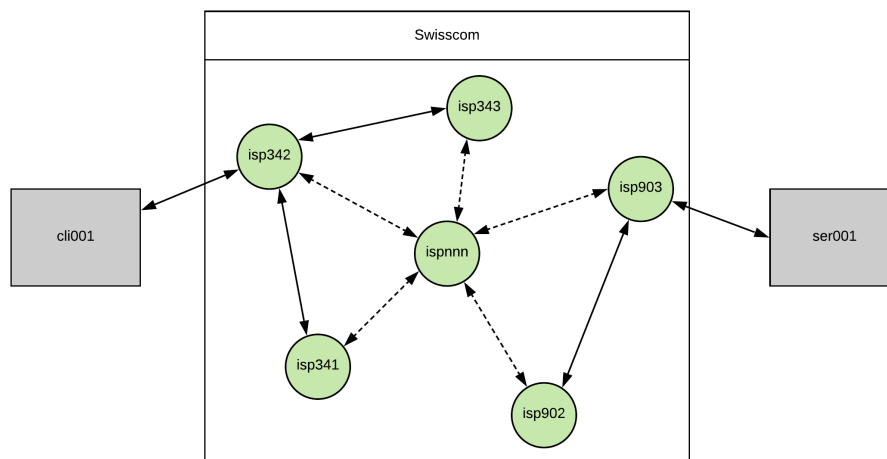 Swisscom
isp343
isp342
isp903
cli001
ispnnn
ser001
isp341
isp902